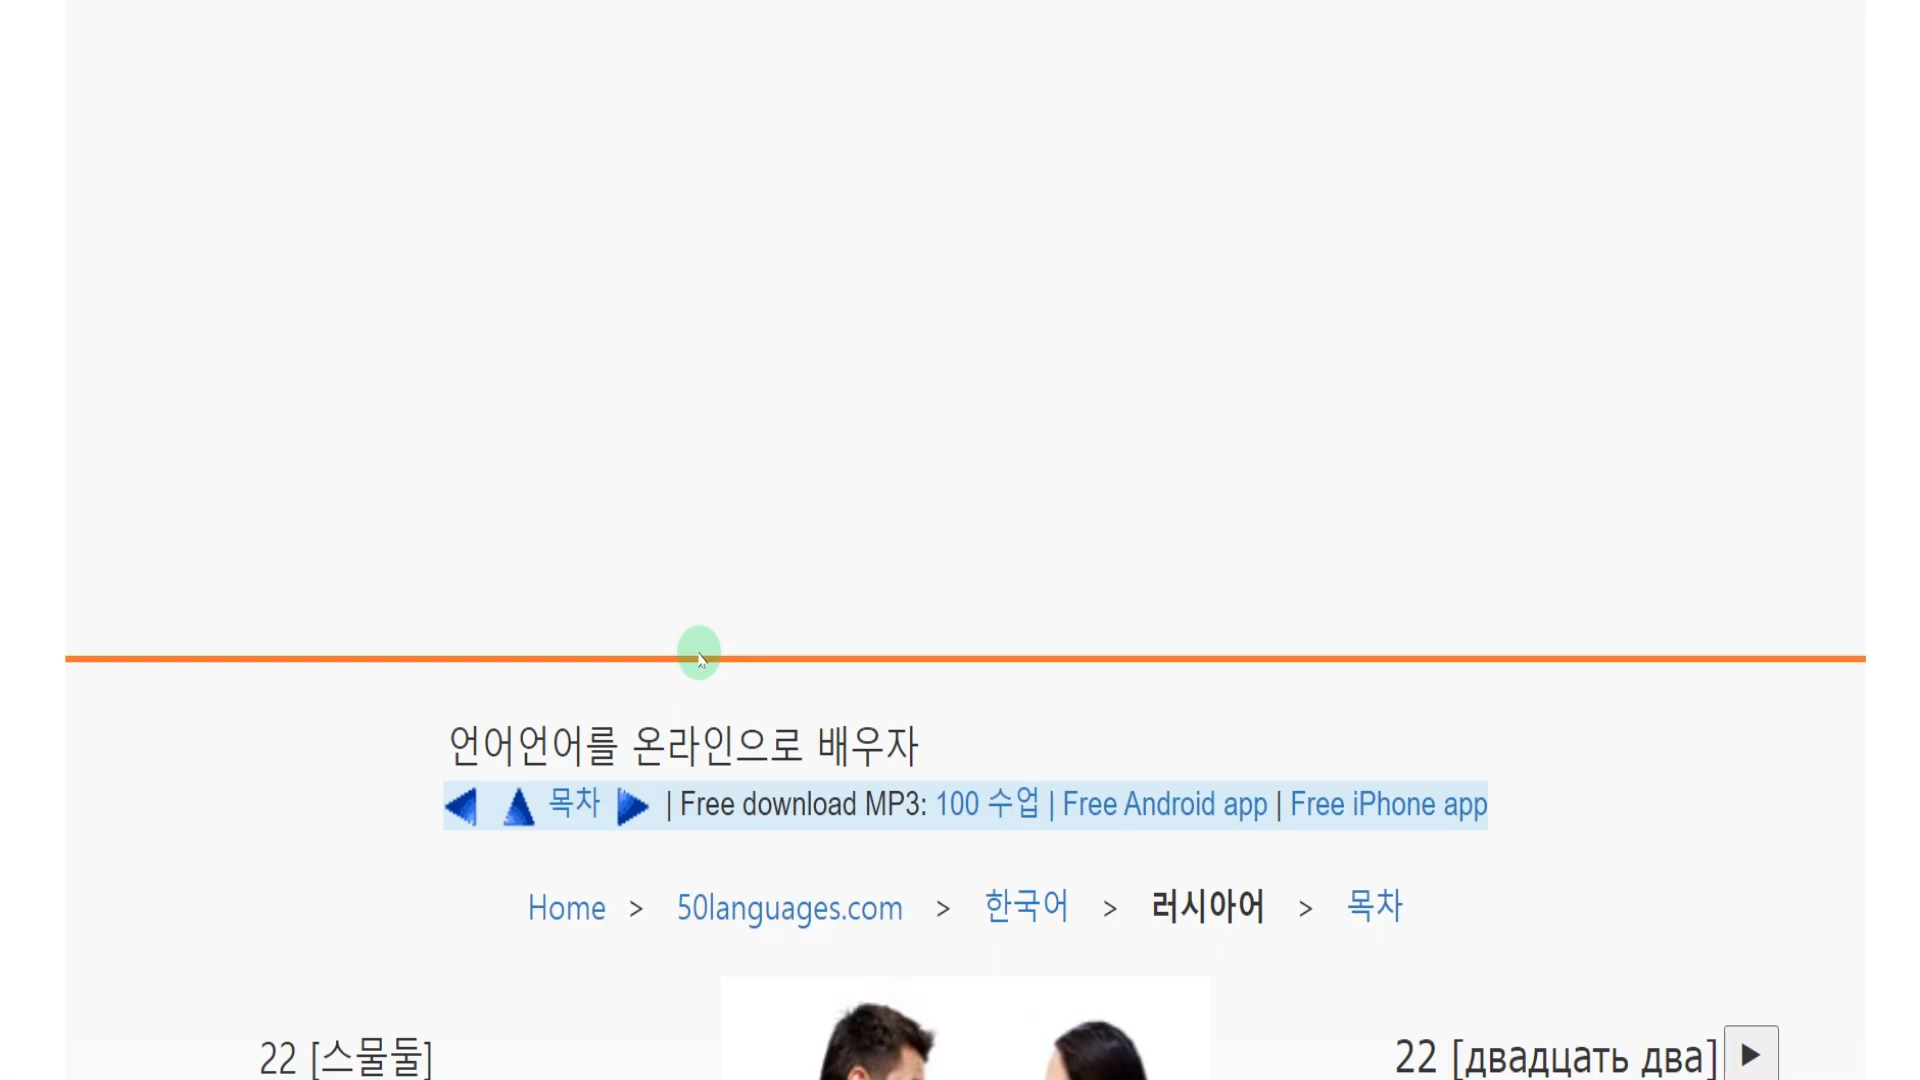 언어언어를 온라인으로 배우자
목차 | Free download MP3: 100 수업 | Free Android app | Free iPhone app
Home > 50languages.com > 한국어 > 러시아어 > 목차
22 [스물둘]
22 [двадцать два]